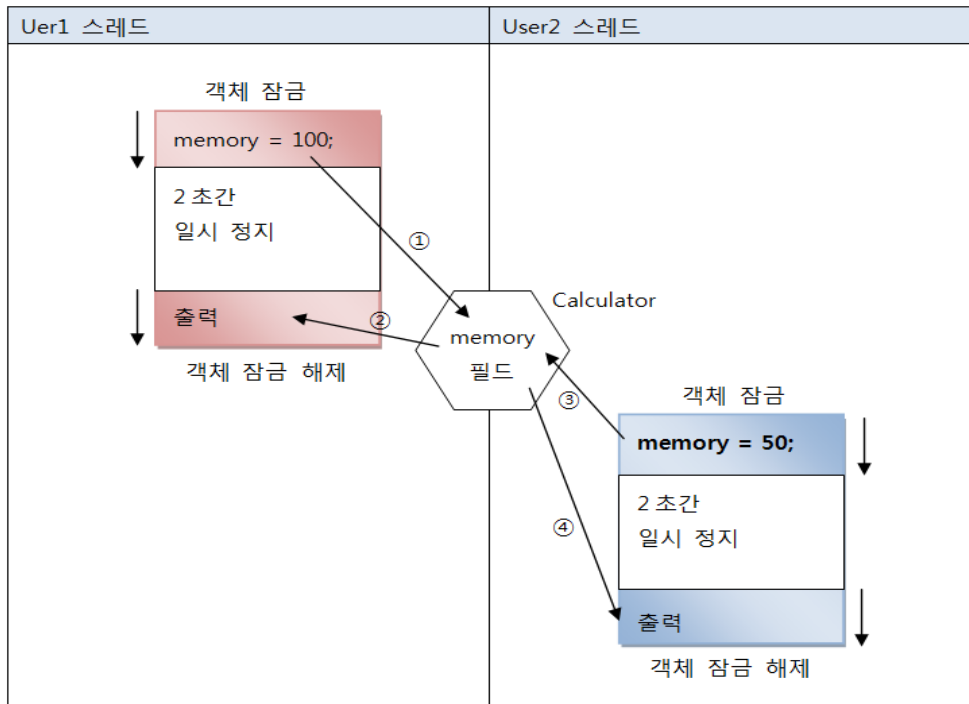 Uer1 스레드
User2 스레드
객체 잠금
memory = 100;
2초간
일시 정지
①
출력
②
객체 잠금 해제
Calculator
memory
필드
③
객체 잠금
memory = 50;
2초간
일시 정지
④
출력
객체 잠금 해제